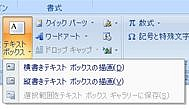 書式
クイック パーツ
ワードアート
ドロップ キャップ
テキスト
ボックス
数式
記号と特殊文字
横書きテキスト ボックスの描画(D)
縦書きテキスト ボックスの描画(V)
選択範囲をテキスト ボックス ギャラリーに保存(S)